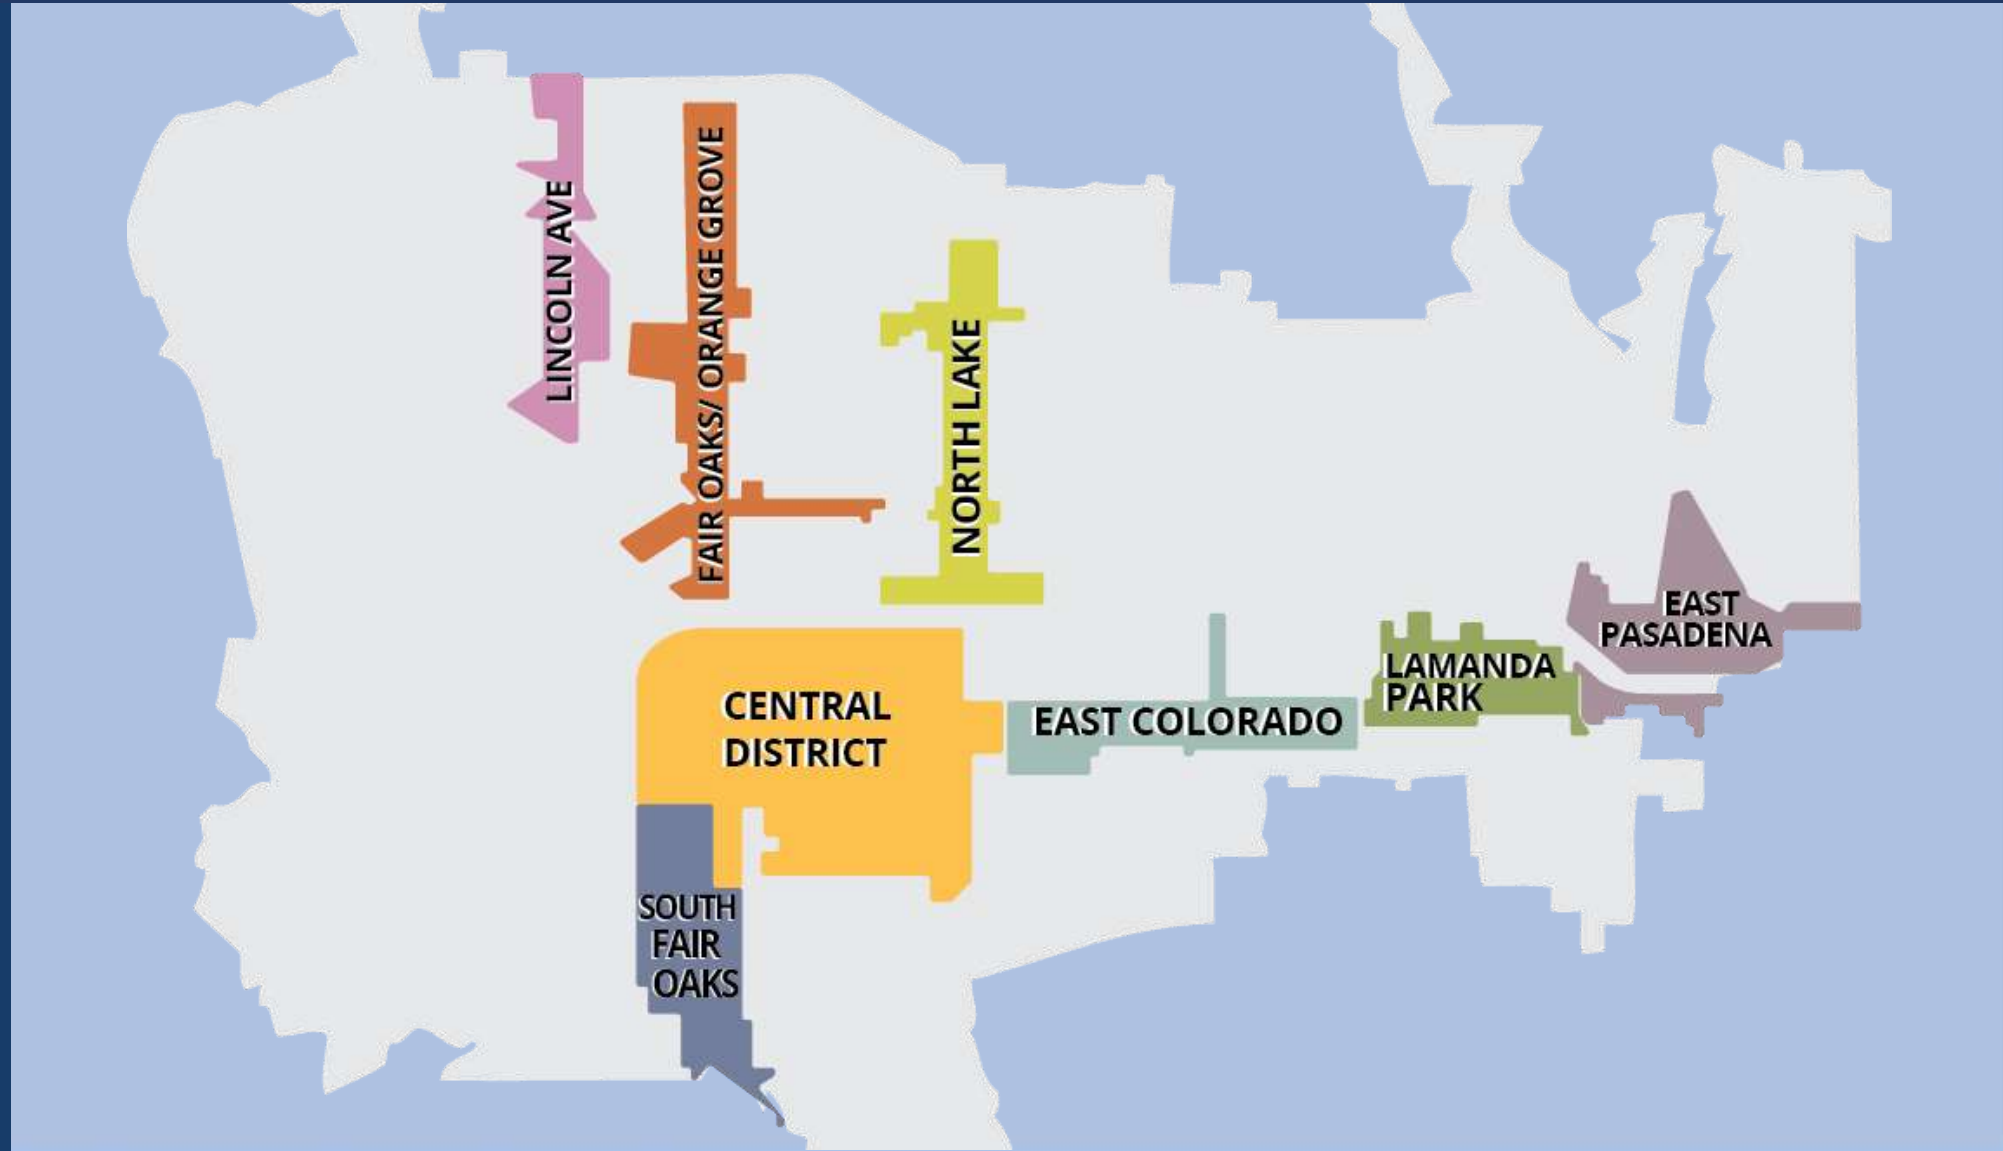 LINCOLN AVE
FAIR OAKS/ ORANGE GROVE
NORTH LAKE
CENTRAL
DISTRICT
EAST COLORADO
LAMANDA
PARK
EAST
PASADENA
SOUTH
FAIR
OAKS